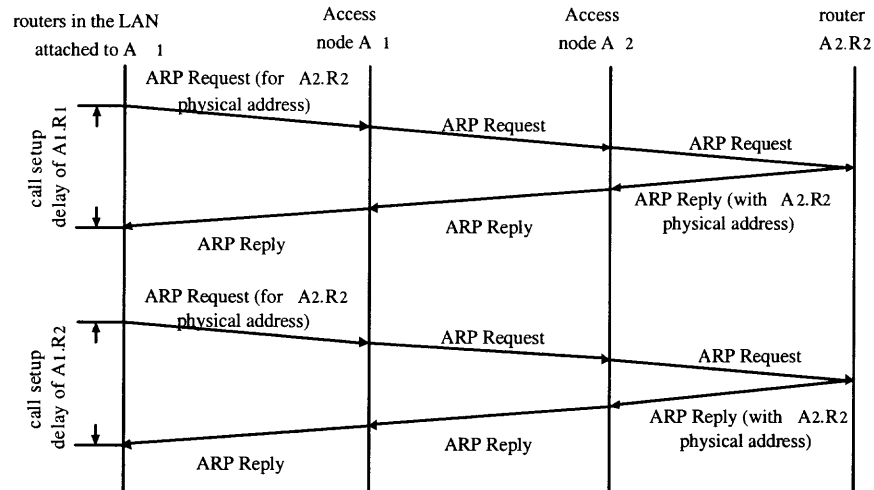 routers in the LAN
attached to A 1
Access
node A 1
Access
node A 2
router
A2.R2
ARP Request (for A2.R2
physical address)
ARP Request
ARP Request
call setup
delay of A1.R1
ARP Reply (with A2.R2
physical address)
ARP Reply
ARP Reply
ARP Request (for A2.R2
physical address)
ARP Request
ARP Request
call setup
delay of A1.R2
ARP Reply (with A2.R2
physical address)
ARP Reply
ARP Reply